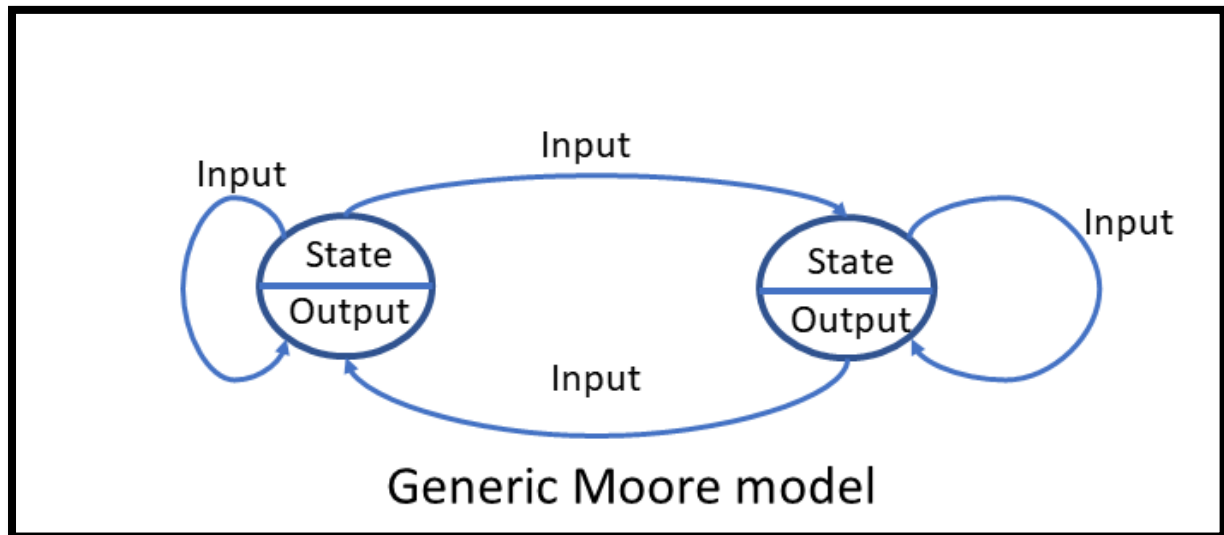 Input
Input
Input
State
Output
State
Output
Input
Generic Moore model